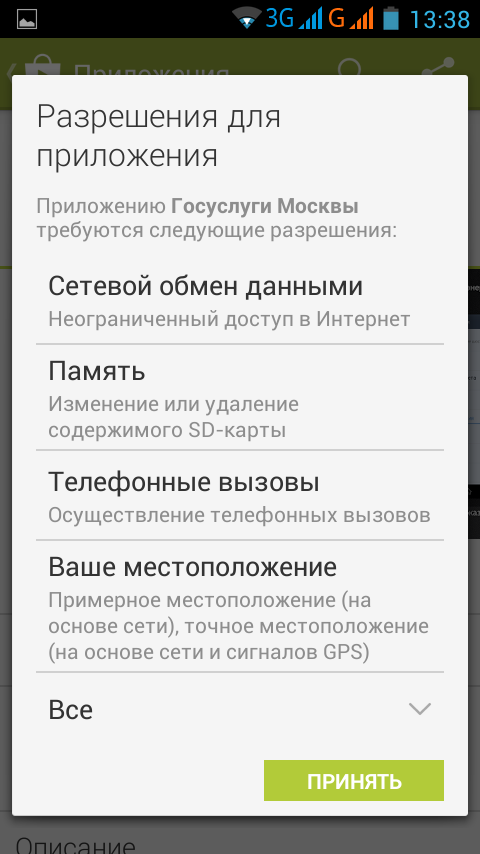 3G G 13:38
Приложения
Разрешения для
приложения
Приложению Госуслуги Москвы
требуются следующие разрешения:
Сетевой обмен данными
Неограниченный доступ в Интернет
Память
Изменение или удаление
содержимого SD-карты
Телефонные вызовы
Осуществление телефонных вызовов
Ваше местоположение
Примерное местоположение (на
основе сети), точное местоположение
(на основе сети и сигналов GPS)
Все
ПРИНЯТЬ
Описание